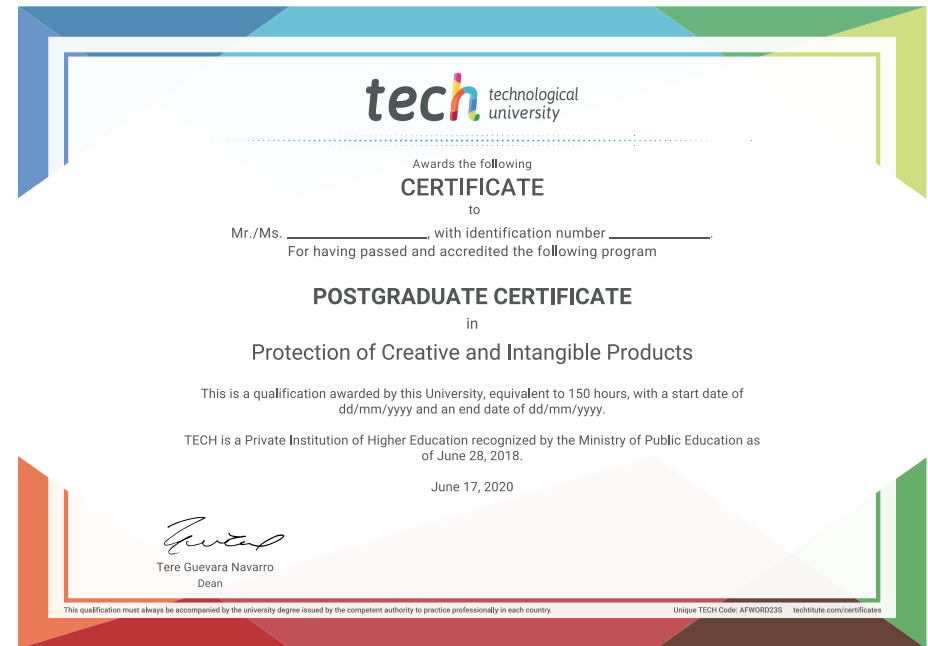 tech technological
university
Awards the following
CERTIFICATE
to
Mr./Ms. ____________________, with identification number ______________.
For having passed and accredited the following program
POSTGRADUATE CERTIFICATE
in
Protection of Creative and Intangible Products
This is a qualification awarded by this University, equivalent to 150 hours, with a start date of
dd/mm/yyyy and an end date of dd/mm/yyyy.
TECH is a Private Institution of Higher Education recognized by the Ministry of Public Education as
of June 28, 2018.
June 17, 2020
Tere Guevara Navarro
Dean
This qualification must always be accompanied by the university degree issued by the competent authority to practice professionally in each country. Unique TECH Code: AFWORD23S techtitute.com/certificates